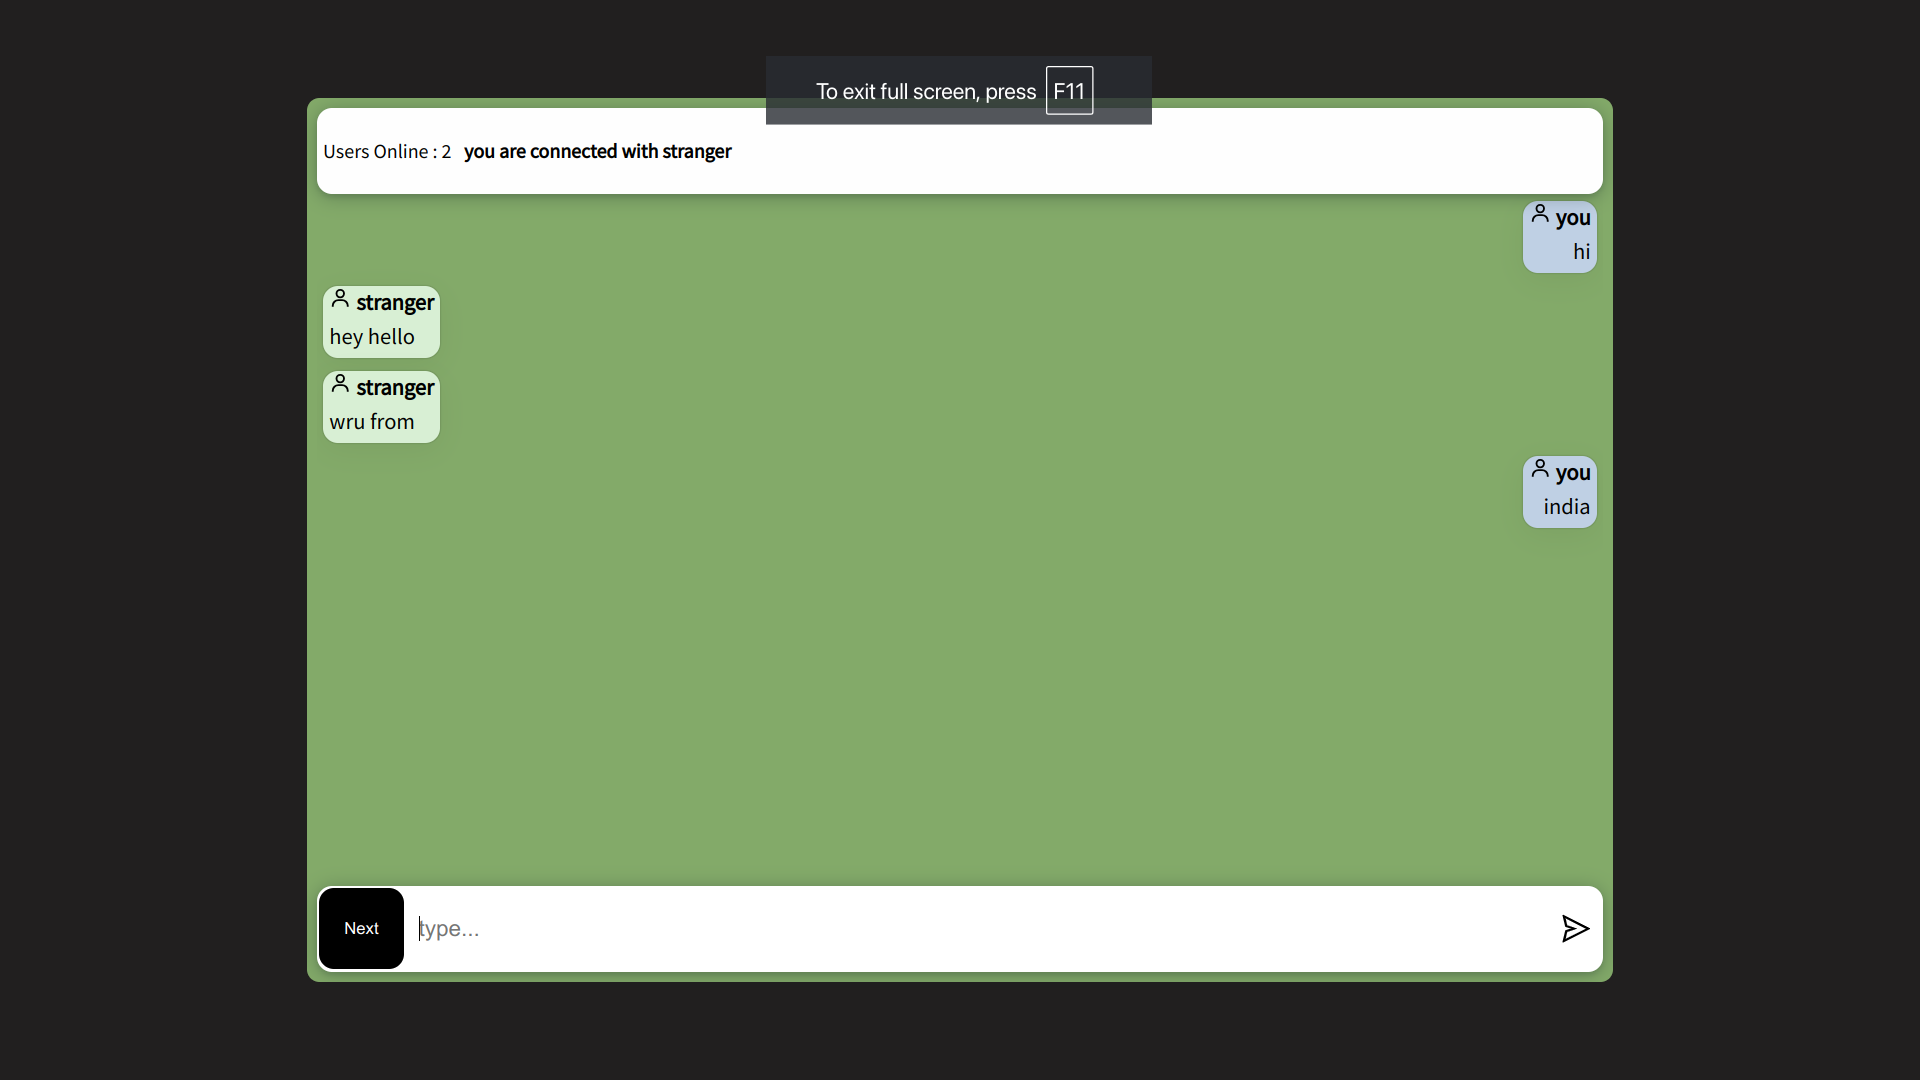 To exit full screen, press F11
Users Online : 2 you are connected with stranger
you
hi
stranger
hey hello
stranger
wru from
you
india
Next
type...